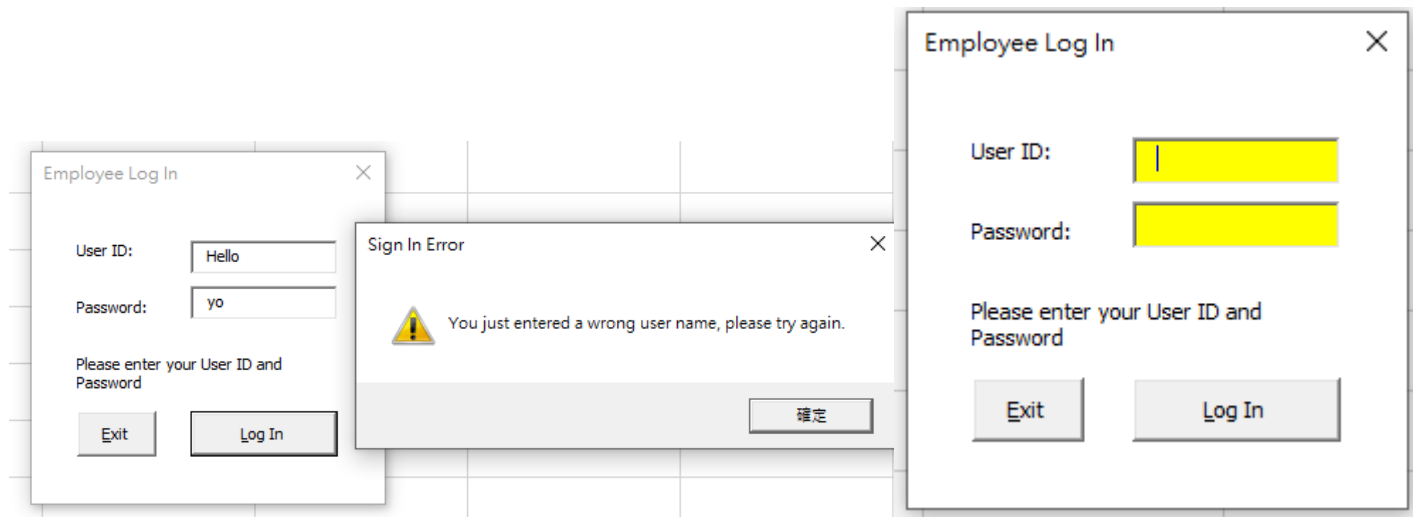 Employee Log In
User ID:
Hello
Password:
yo
Please enter your User ID and
Password
Exit
Log In
Sign In Error
You just entered a wrong user name, please try again.
確定
Employee Log In
User ID:
Password:
Please enter your User ID and
Password
Exit
Log In